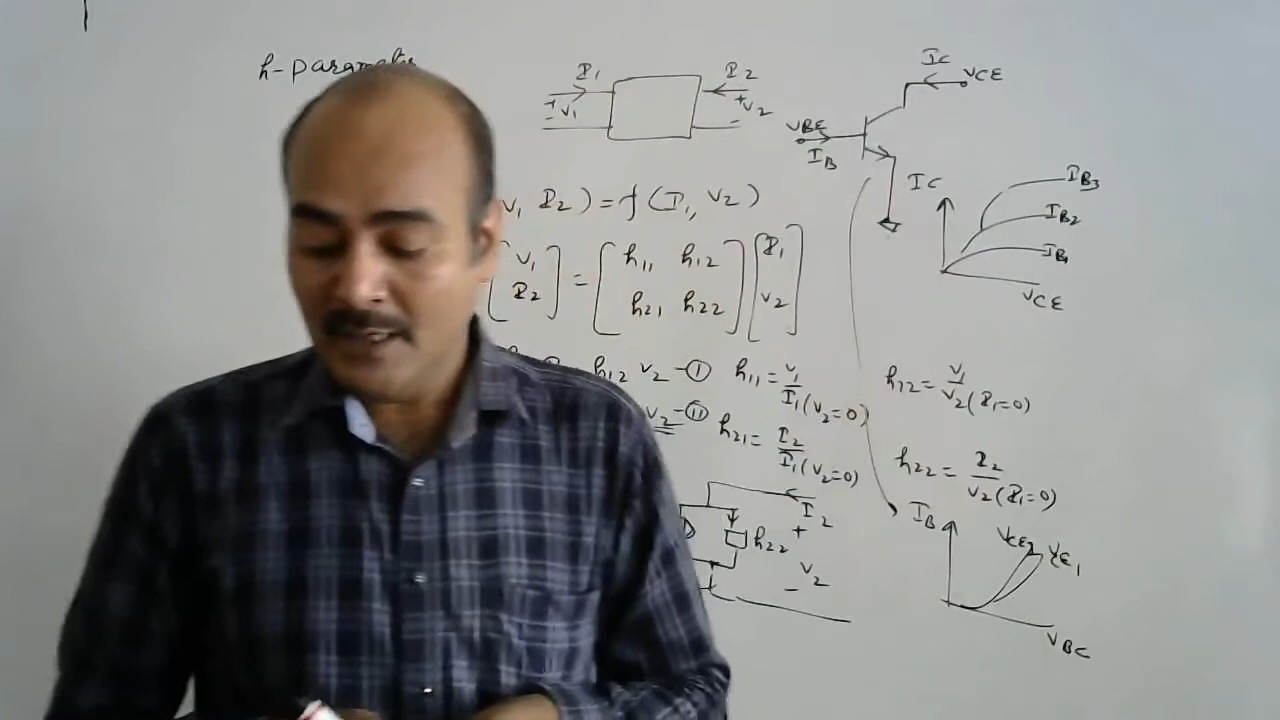 h-parameter
I1 I2
+ V1 - + V2 -
IC
VCE
VBE
IB
(V1 I2) = f(I1, V2)
[V1 I2] = [h11 h12 h21 h22] [I1 V2]
h12 V2 - ①
V2 - ⑪
h11 = V1/I1 (V2=0)
h21 = I2/I1 (V2=0)
h12 = V1/V2 (I1=0)
h22 = I2/V2 (I1=0)
I2
h22
+ V2 -
IC
IB3
IB2
IB1
VCE
IB
VCE2 VCE1
VBC